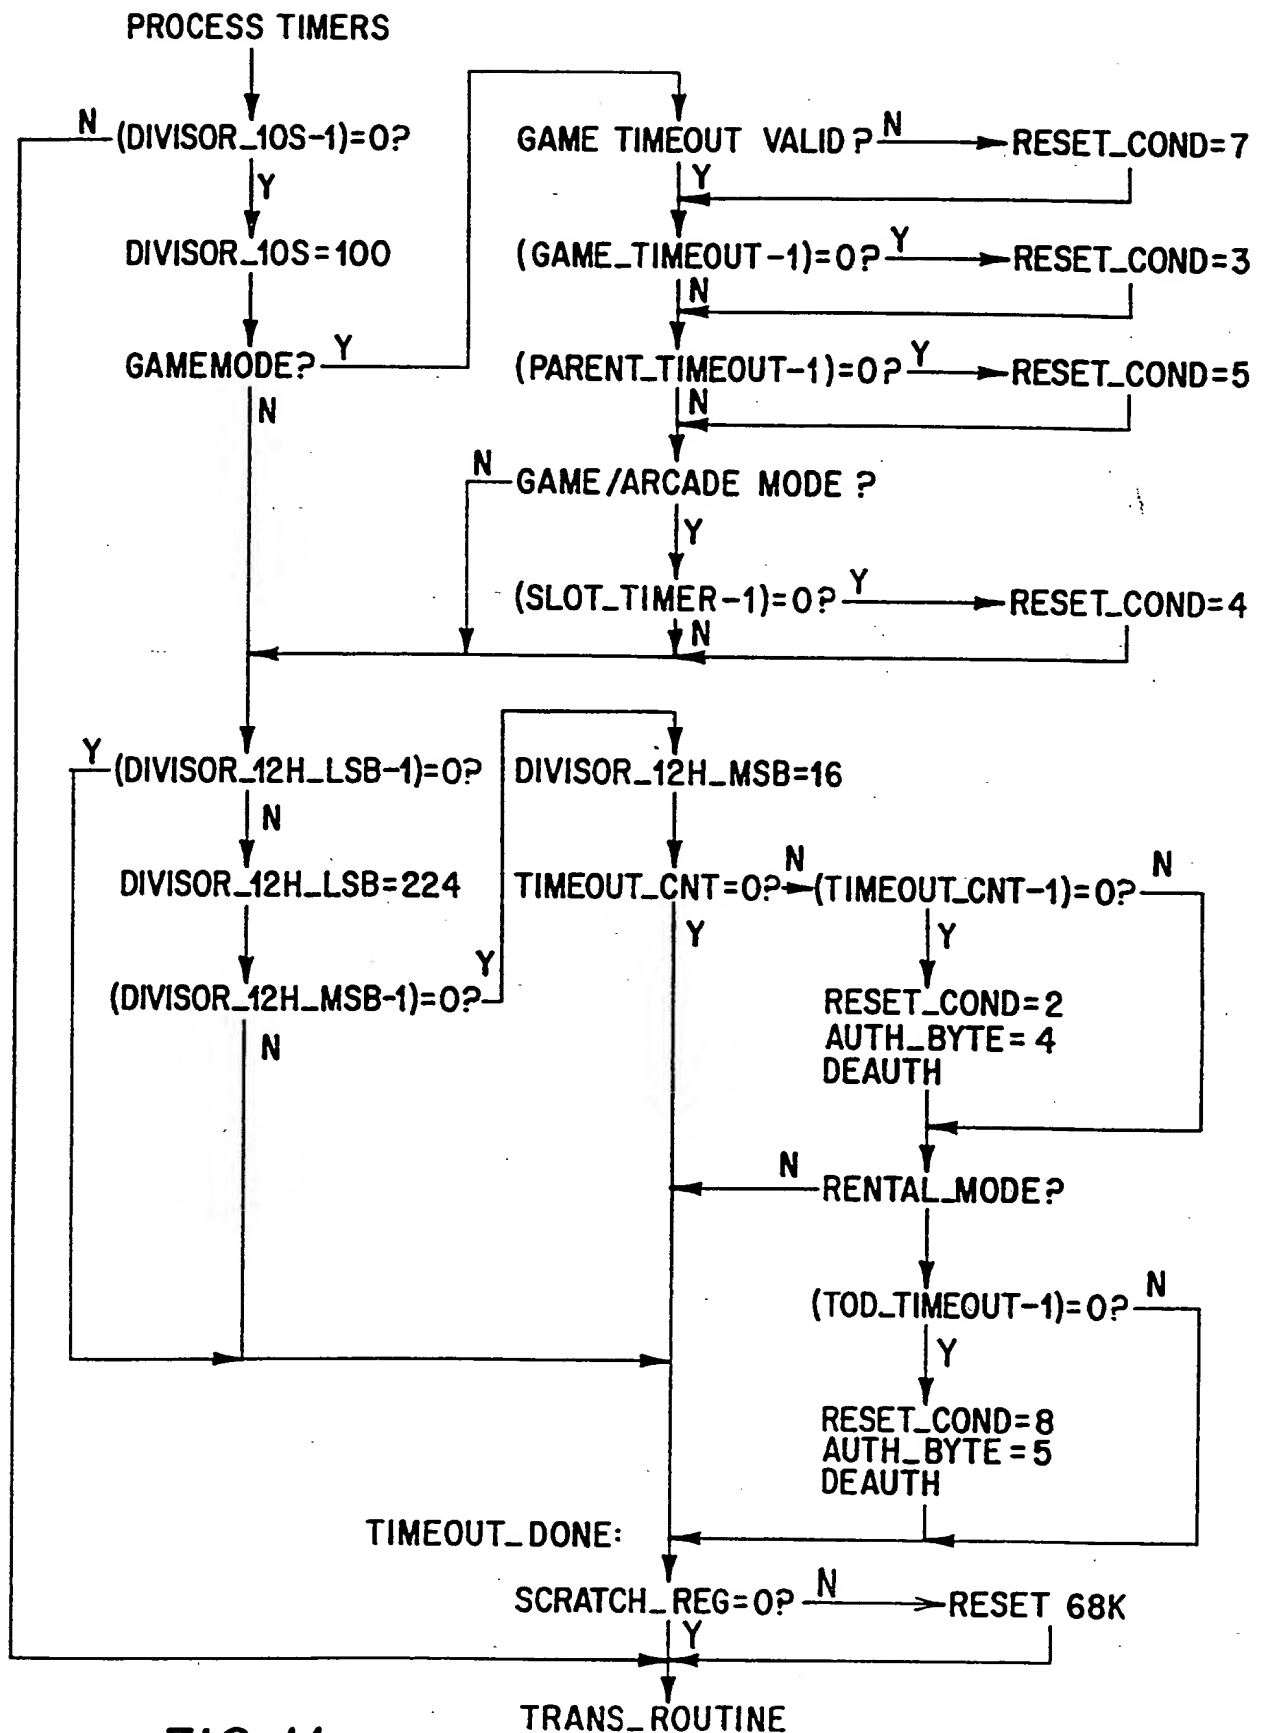 PROCESS TIMERS
N
(DIVISOR_10S-1)=0?
Y
DIVISOR_10S=100
GAMEMODE?
Y
N
GAME TIMEOUT VALID?
N
RESET_COND=7
Y
(GAME_TIMEOUT-1)=0?
Y
RESET_COND=3
N
(PARENT_TIMEOUT-1)=0?
Y
RESET_COND=5
N
N
GAME/ARCADE MODE ?
Y
(SLOT_TIMER-1)=0?
Y
RESET_COND=4
N
Y
(DIVISOR_12H_LSB-1)=0?
N
DIVISOR_12H_LSB=224
(DIVISOR_12H_MSB-1)=0?
Y
N
DIVISOR_12H_MSB=16
TIMEOUT_CNT=0?
N
(TIMEOUT_CNT-1)=0?
N
Y
Y
RESET_COND=2
AUTH_BYTE=4
DEAUTH
N
RENTAL_MODE?
(TOD_TIMEOUT-1)=0?
N
Y
RESET_COND=8
AUTH_BYTE=5
DEAUTH
TIMEOUT_DONE:
SCRATCH_REG=0?
N
RESET 68K
Y
TRANS_ROUTINE